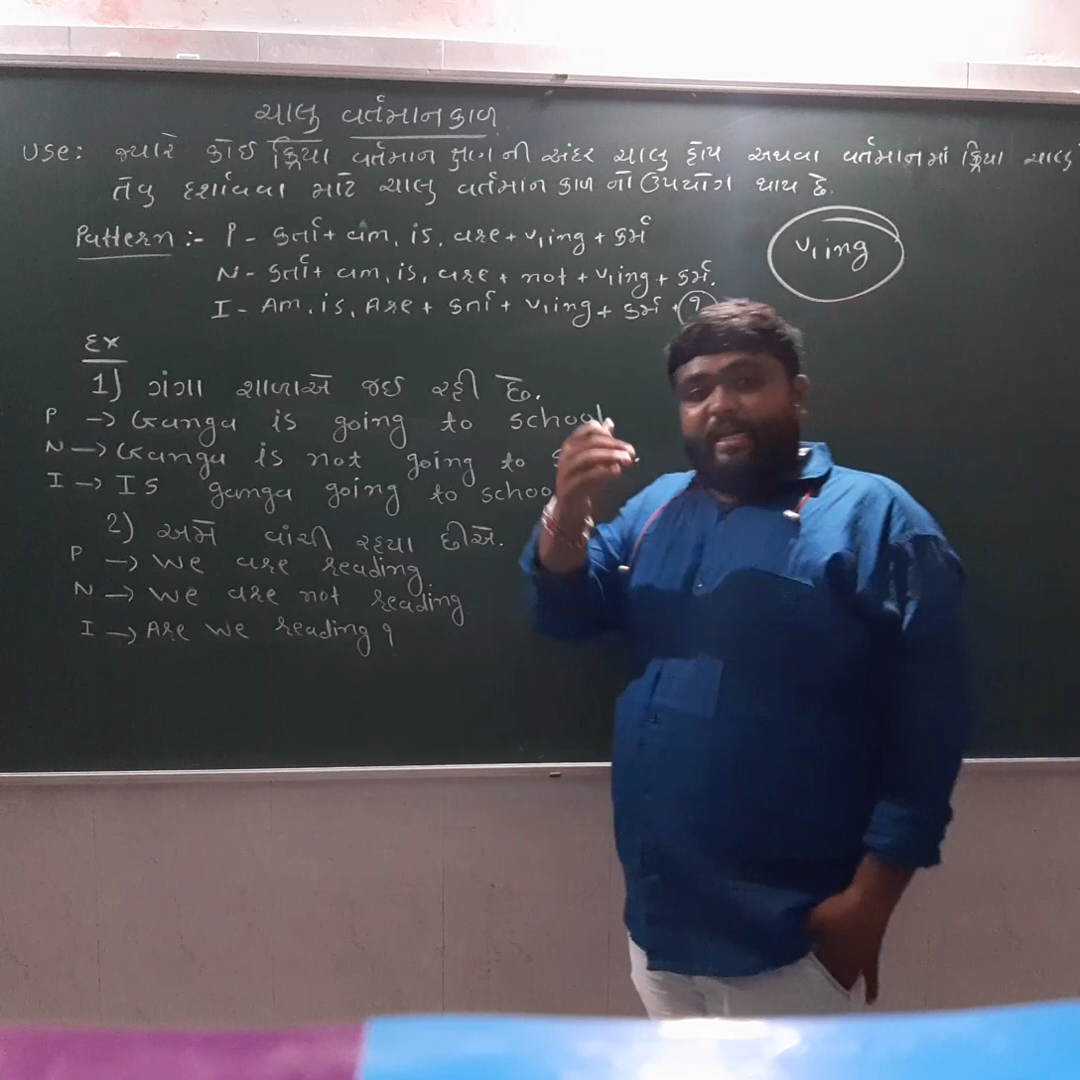 ચાલુ વર્તમાનકાળ
Use: જ્યારે કોઇ ક્રિયા વર્તમાન ક્ષણ ની અંદર ચાલુ હોય અથવા વર્તમાનમાં ક્રિયા ચાલુ
તેવુ દર્શાવવા માટે ચાલુ વર્તમાન કાળ નો ઉપયોગ થાય છે.
Pattern :- P - કર્તા + am, is, are + v1ing + કર્મ
v1ing
N - કર્તા + am, is, are + not + v1ing + કર્મ.
I - Am, is, Are + કર્તા + v1ing + કર્મ + ?
Ex
1) ગંગા શાળાએ જઇ રહી છે.
P -> Ganga is going to school
N -> Ganga is not going to
I -> Is ganga going to schoo
2) અમે વાંચી રહયા છીએ.
P -> We are reading
N -> We are not reading
I -> Are we reading ?